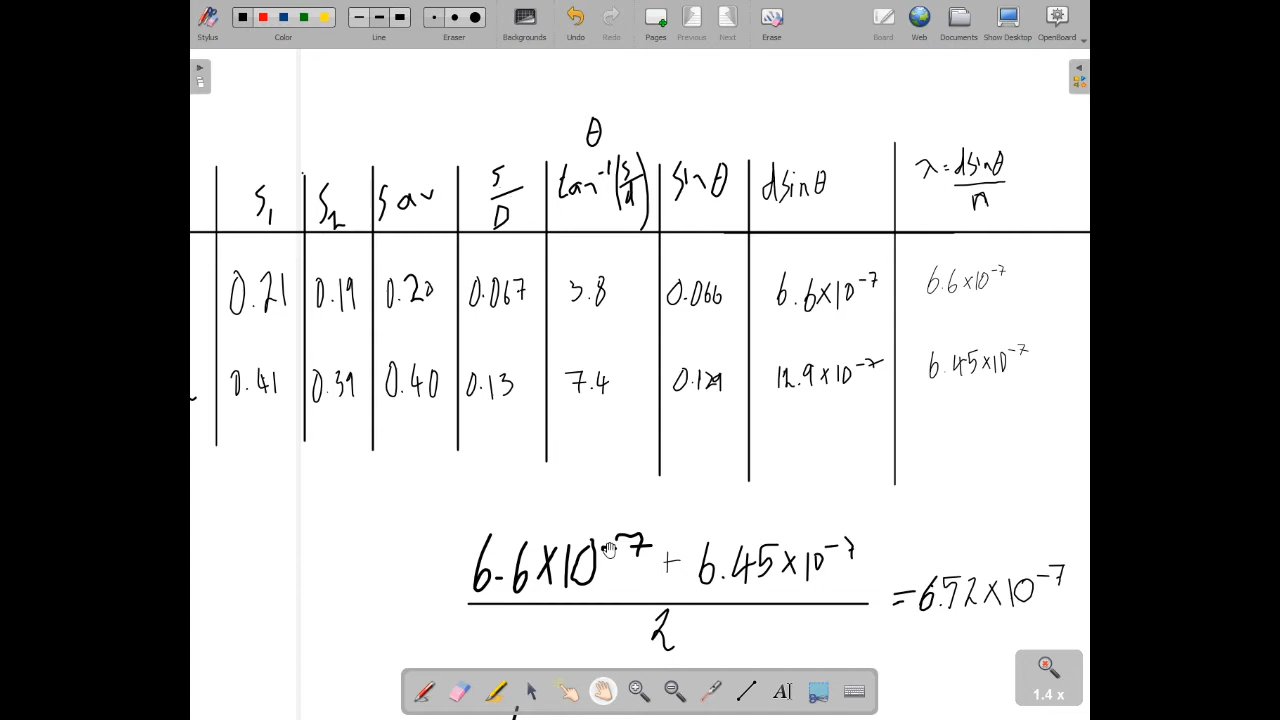 Stylus Color Line Eraser Backgrounds Undo Redo Pages Previous Next Erase Board Web Documents Show Desktop OpenBoard
θ
S₁ S₂ S av S/D tan⁻¹(S/d) sinθ dsinθ λ = dsinθ/n
0.21 0.19 0.20 0.067 3.8 0.066 6.6×10⁻⁷ 6.6×10⁻⁷
0.41 0.39 0.40 0.13 7.4 0.129 12.9×10⁻⁷ 6.45×10⁻⁷
6.6×10⁻⁷ + 6.45×10⁻⁷
2
=6.52×10⁻⁷
1.4 x